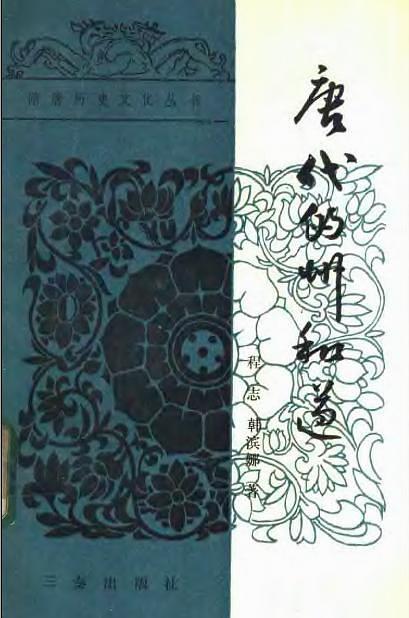 隋唐历史文化丛书
唐代的州和道
程志 韩滨娜 著
三秦出版社